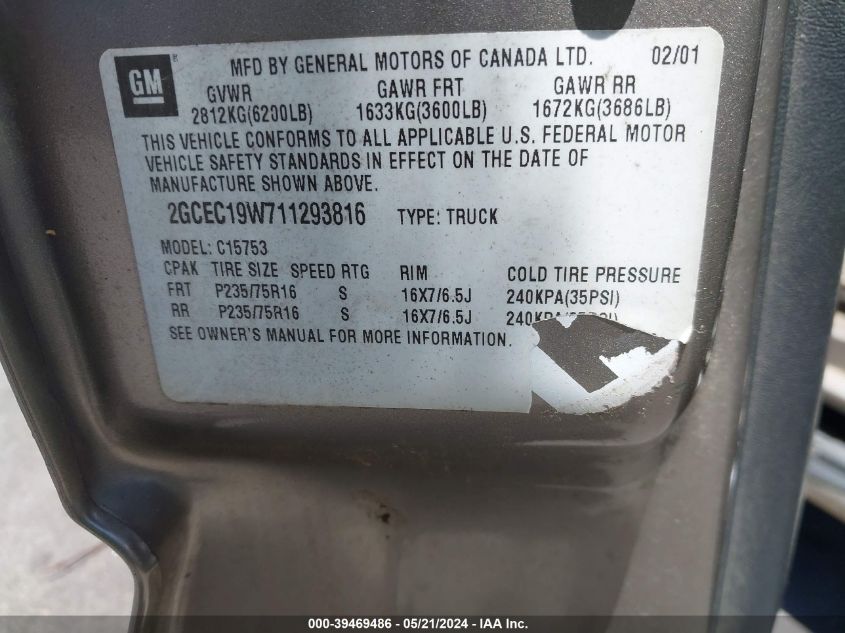 GM
MFD BY GENERAL MOTORS OF CANADA LTD. 02/01
GVWR GAWR FRT GAWR RR
2812KG(6200LB) 1633KG(3600LB) 1672KG(3686LB)
THIS VEHICLE CONFORMS TO ALL APPLICABLE U.S. FEDERAL MOTOR
VEHICLE SAFETY STANDARDS IN EFFECT ON THE DATE OF
MANUFACTURE SHOWN ABOVE.
2GCEC19W711293816 TYPE: TRUCK
MODEL: C15753
CPAK TIRE SIZE SPEED RTG RIM COLD TIRE PRESSURE
FRT P235/75R16 S 16X7/6.5J 240KPA(35PSI)
RR P235/75R16 S 16X7/6.5J 240KPA(35PSI)
SEE OWNER'S MANUAL FOR MORE INFORMATION.
000-39469486 - 05/21/2024 - IAA Inc.